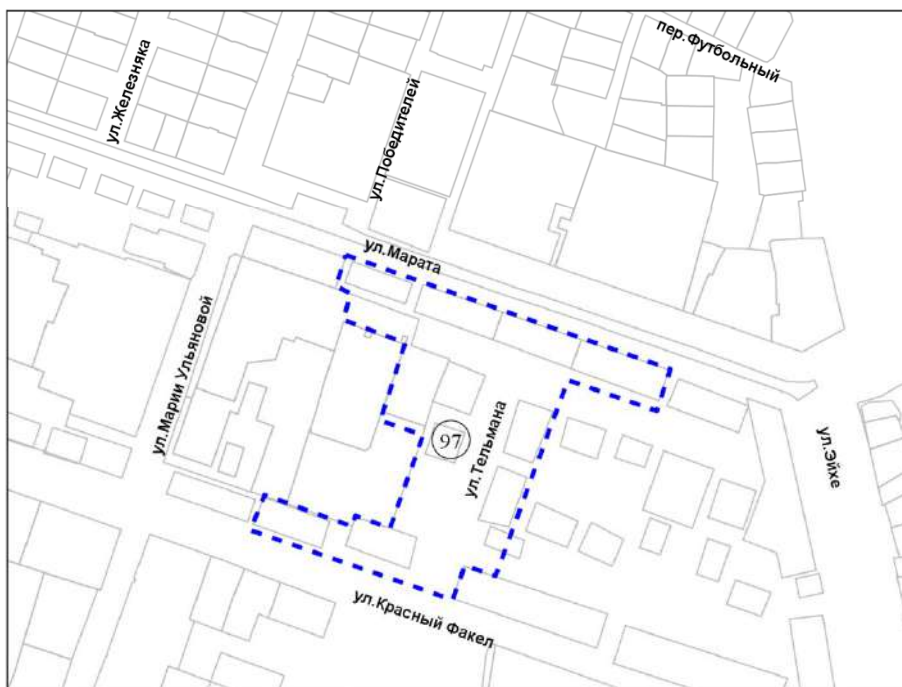 пер.Футбольный
ул.Железняка
ул.Победителей
ул.Марата
ул.Марии Ульяновой
97
ул.Тельмана
ул.Эйхе
ул.Красный Факел